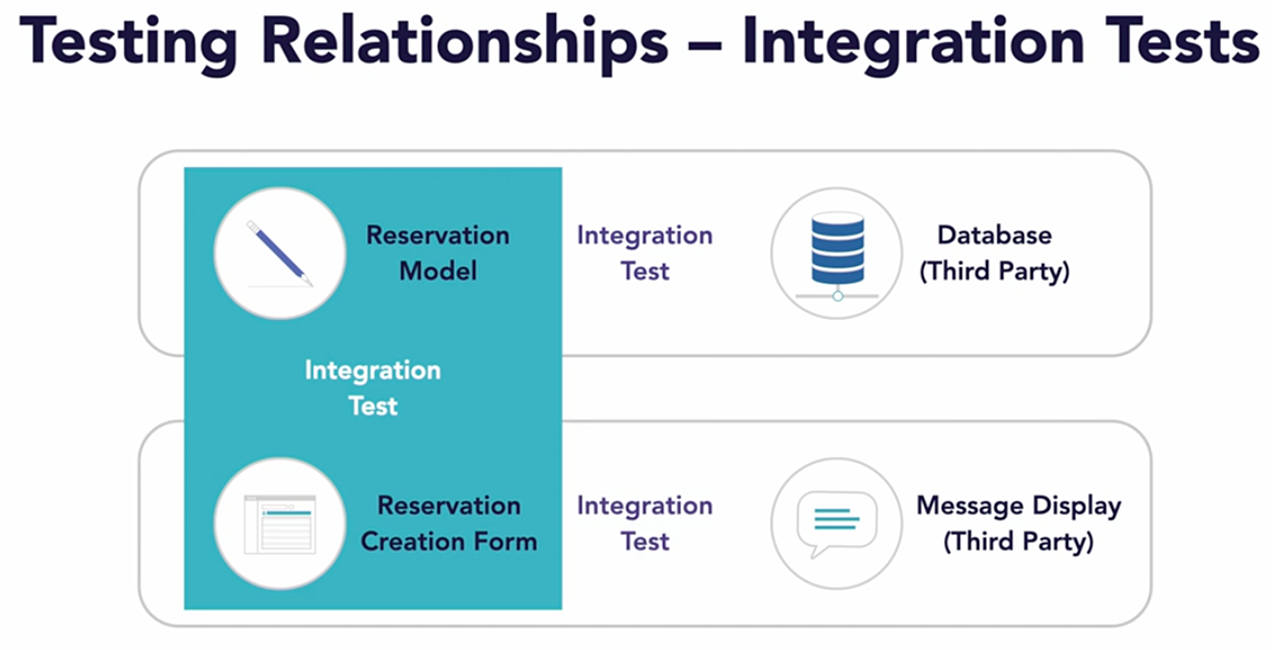 Testing Relationships – Integration Tests
Reservation
Model
Integration
Test
Database
(Third Party)
Integration
Test
Reservation
Creation Form
Integration
Test
Message Display
(Third Party)